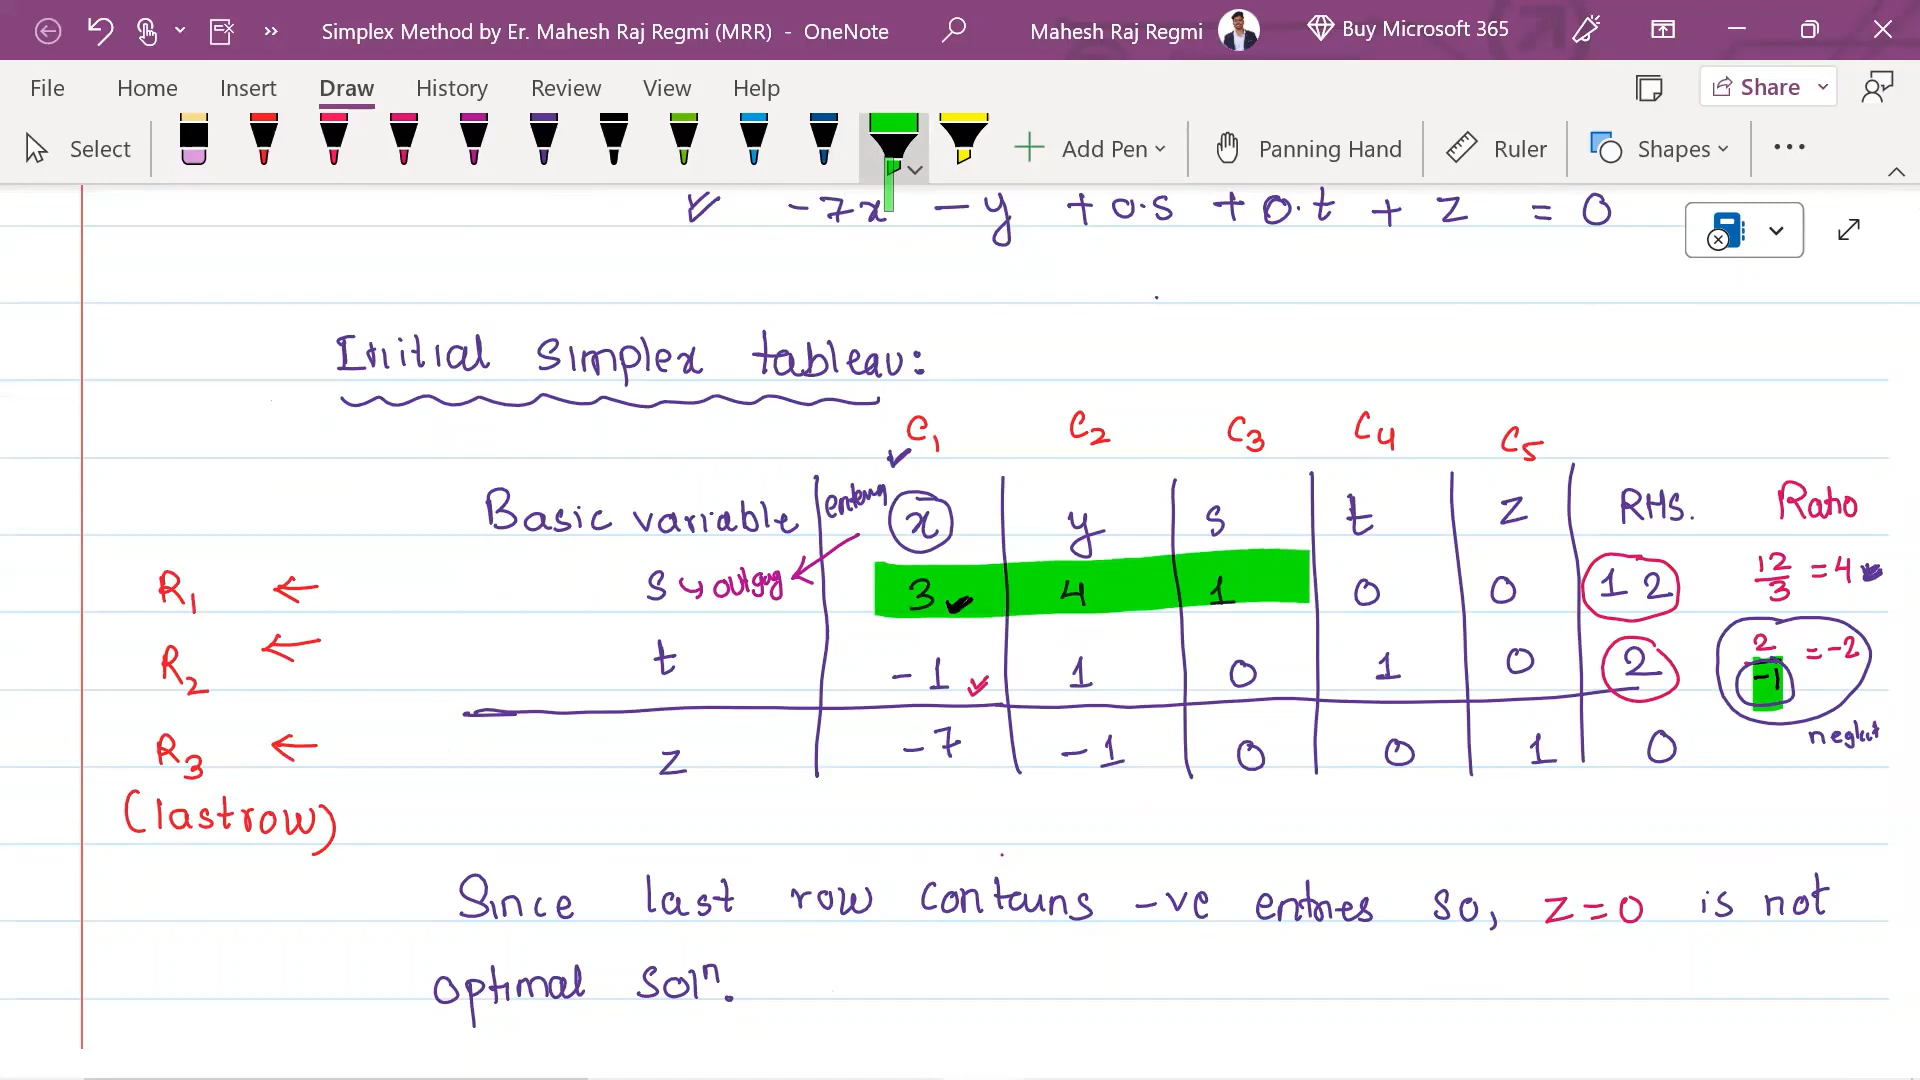 Simplex Method by Er. Mahesh Raj Regmi (MRR) - OneNote
Mahesh Raj Regmi
Buy Microsoft 365
File Home Insert Draw History Review View Help
Share
Select
Add Pen
Panning Hand
Ruler
Shapes
-7x - y + 0.s + 0.t + z = 0
Initial simplex tableau:
C1 C2 C3 C4 C5
Basic variable entering x y s t z RHS. Ratio
R1 ← s ↳ outgoing 3 4 1 0 0 12 12/3 = 4
R2 ← t -1 1 0 1 0 2 2/-1 = -2
neglect
R3 ← z -7 -1 0 0 1 0
(last row)
Since last row contains -ve entries so, z=0 is not
optimal solⁿ.